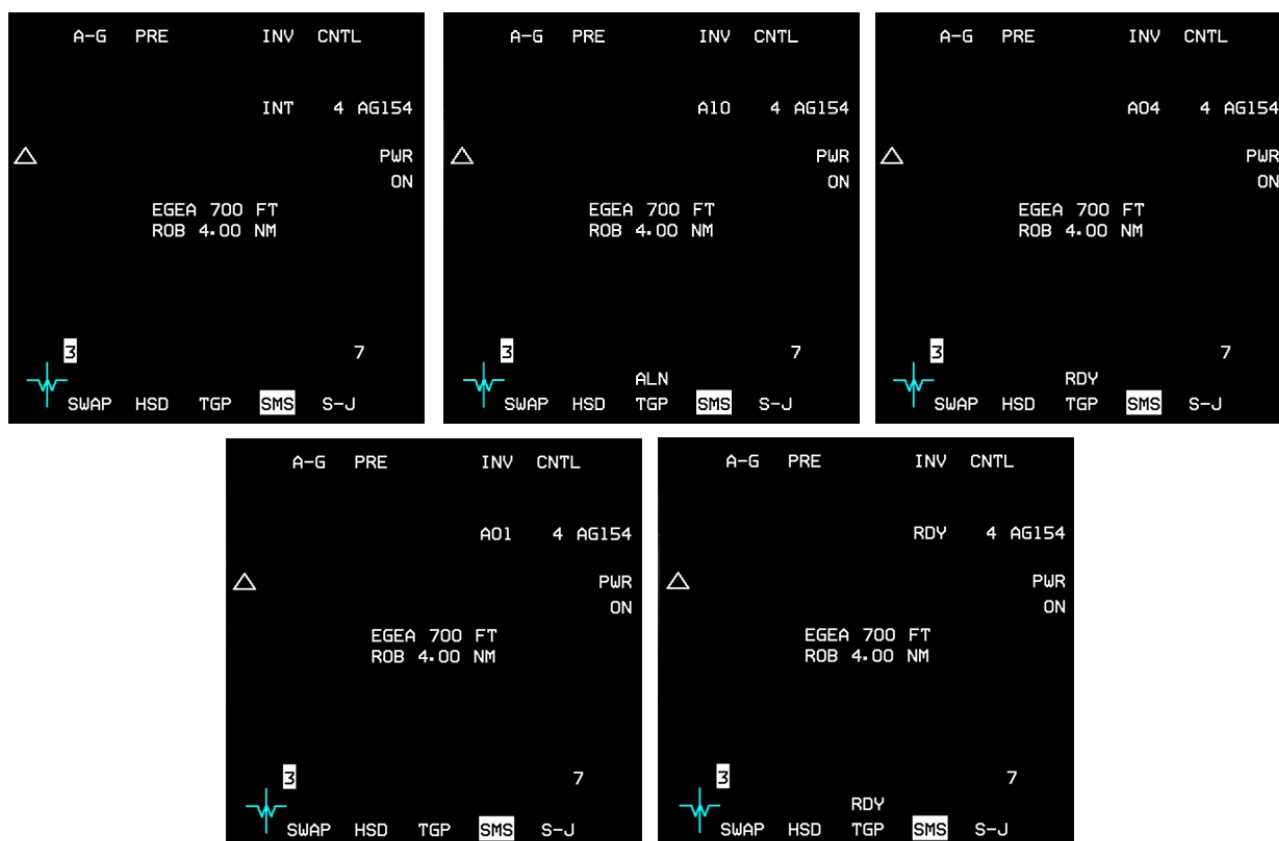 A-G PRE INV CNTL
INT 4 AG154
PWR
ON
EGEA 700 FT
ROB 4.00 NM
3 7
SWAP HSD TGP SMS S-J
A-G PRE INV CNTL
A10 4 AG154
PWR
ON
EGEA 700 FT
ROB 4.00 NM
3 7
ALN
SWAP HSD TGP SMS S-J
A-G PRE INV CNTL
A04 4 AG154
PWR
ON
EGEA 700 FT
ROB 4.00 NM
3 7
RDY
SWAP HSD TGP SMS S-J
A-G PRE INV CNTL
A01 4 AG154
PWR
ON
EGEA 700 FT
ROB 4.00 NM
3 7
SWAP HSD TGP SMS S-J
A-G PRE INV CNTL
RDY 4 AG154
PWR
ON
EGEA 700 FT
ROB 4.00 NM
3 7
RDY
SWAP HSD TGP SMS S-J